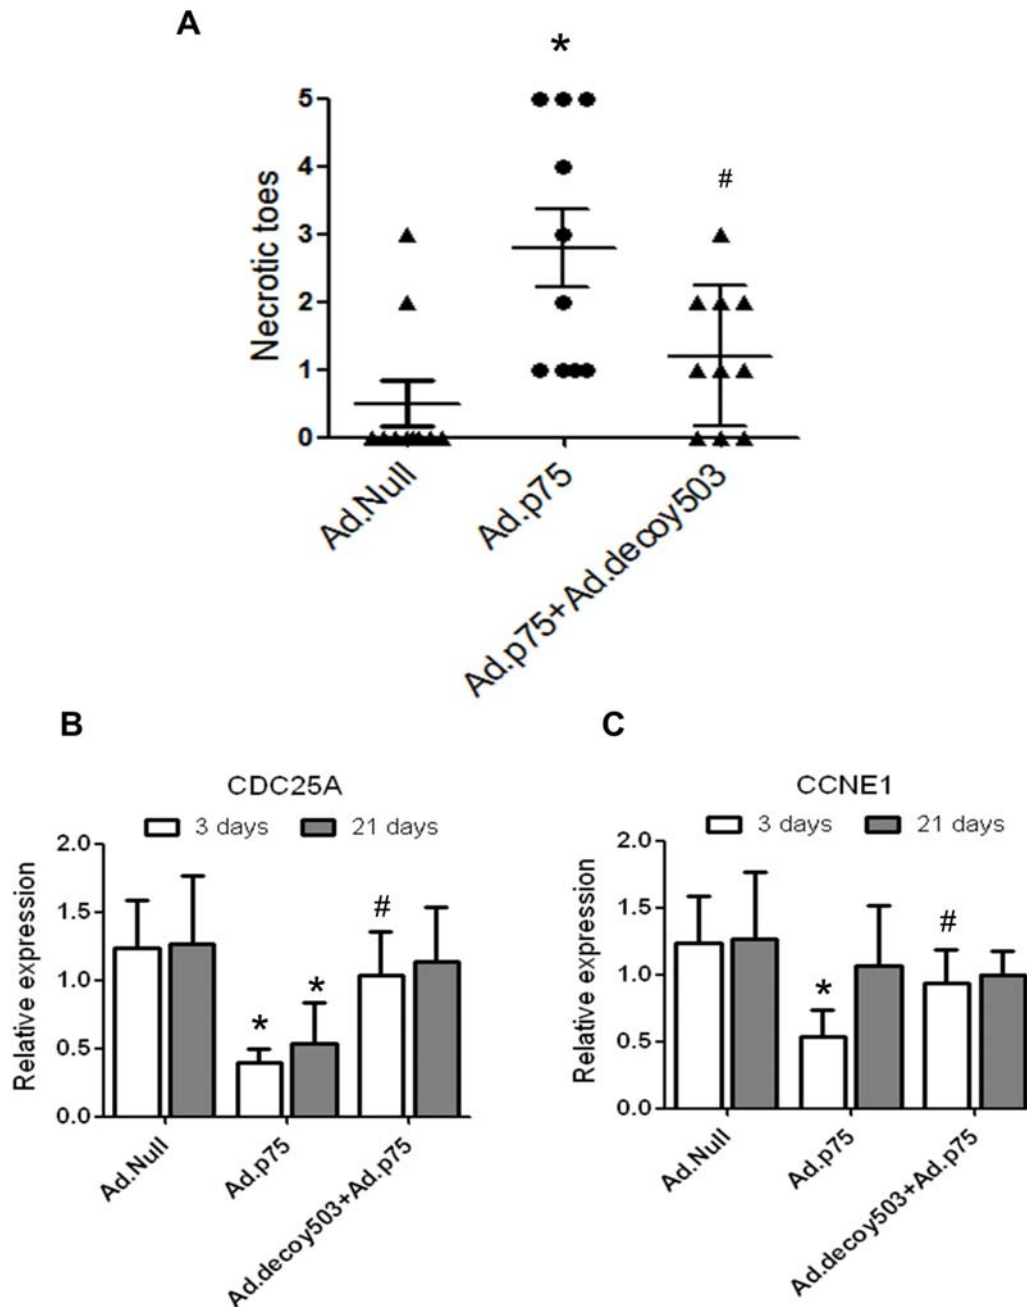 A
*
#
5
4
3
2
1
0
Necrotic toes
Ad.Null
Ad.p75
Ad.p75+Ad.decoy503
B
CDC25A
3 days 21 days
2.0
1.5
1.0
0.5
0.0
Relative expression
* * #
Ad.Null
Ad.p75
Ad.decoy503+Ad.p75
C
CCNE1
3 days 21 days
2.0
1.5
1.0
0.5
0.0
Relative expression
* #
Ad.Null
Ad.p75
Ad.decoy503+Ad.p75